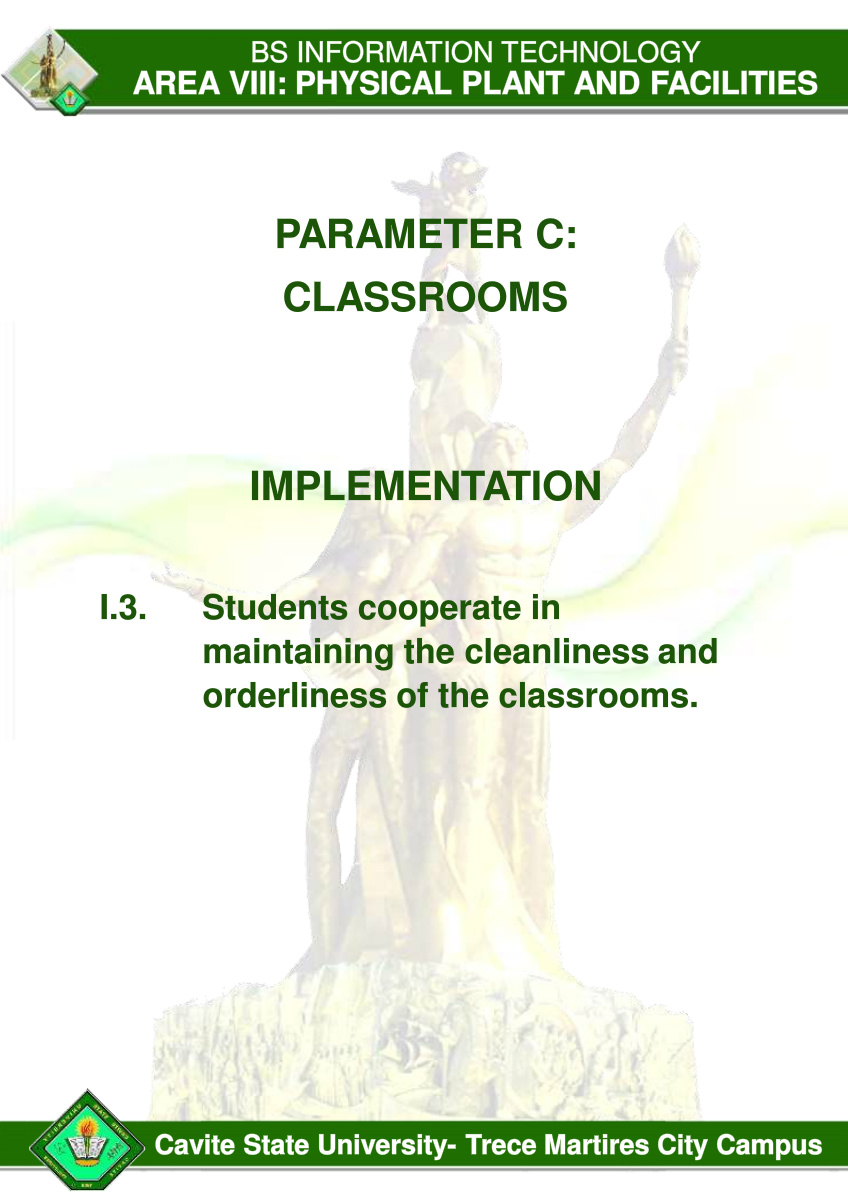 BS INFORMATION TECHNOLOGY
AREA VIII: PHYSICAL PLANT AND FACILITIES
PARAMETER C:
CLASSROOMS
IMPLEMENTATION
I.3. Students cooperate in
maintaining the cleanliness and
orderliness of the classrooms.
Cavite State University- Trece Martires City Campus